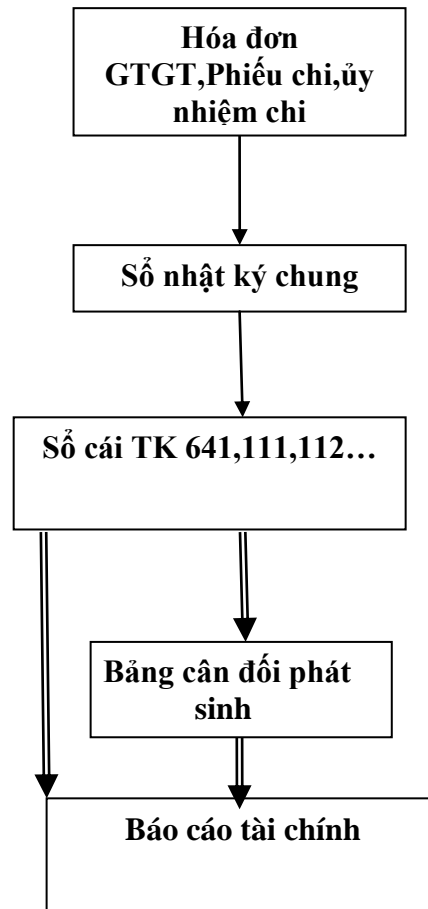 Hóa đơn
GTGT,Phiếu chi,ủy
nhiệm chi
Sổ nhật ký chung
Sổ cái TK 641,111,112…
Bảng cân đối phát
sinh
Báo cáo tài chính